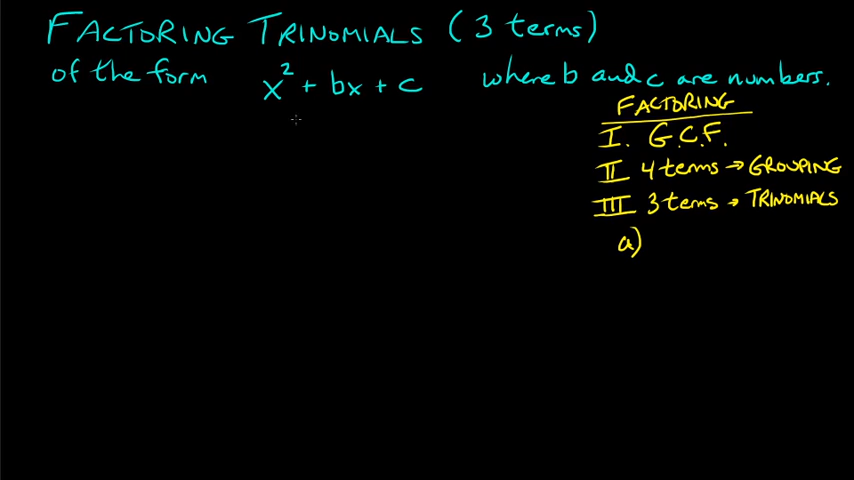 FACTORING TRINOMIALS (3 terms)
of the form x² + bx + c where b and c are numbers.
FACTORING
I. G.C.F.
II 4 terms → GROUPING
III 3 terms → TRINOMIALS
a)